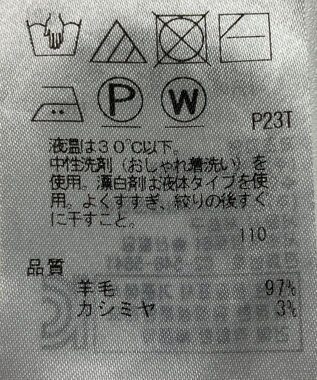 P W
P23T
液温は30℃以下。
中性洗剤(おしゃれ着洗い)を
使用。漂白剤は液体タイプを使
用。よくすすぎ、絞りの後すぐ
に干すこと。
110
品質
羊毛 97%
カシミヤ 3%